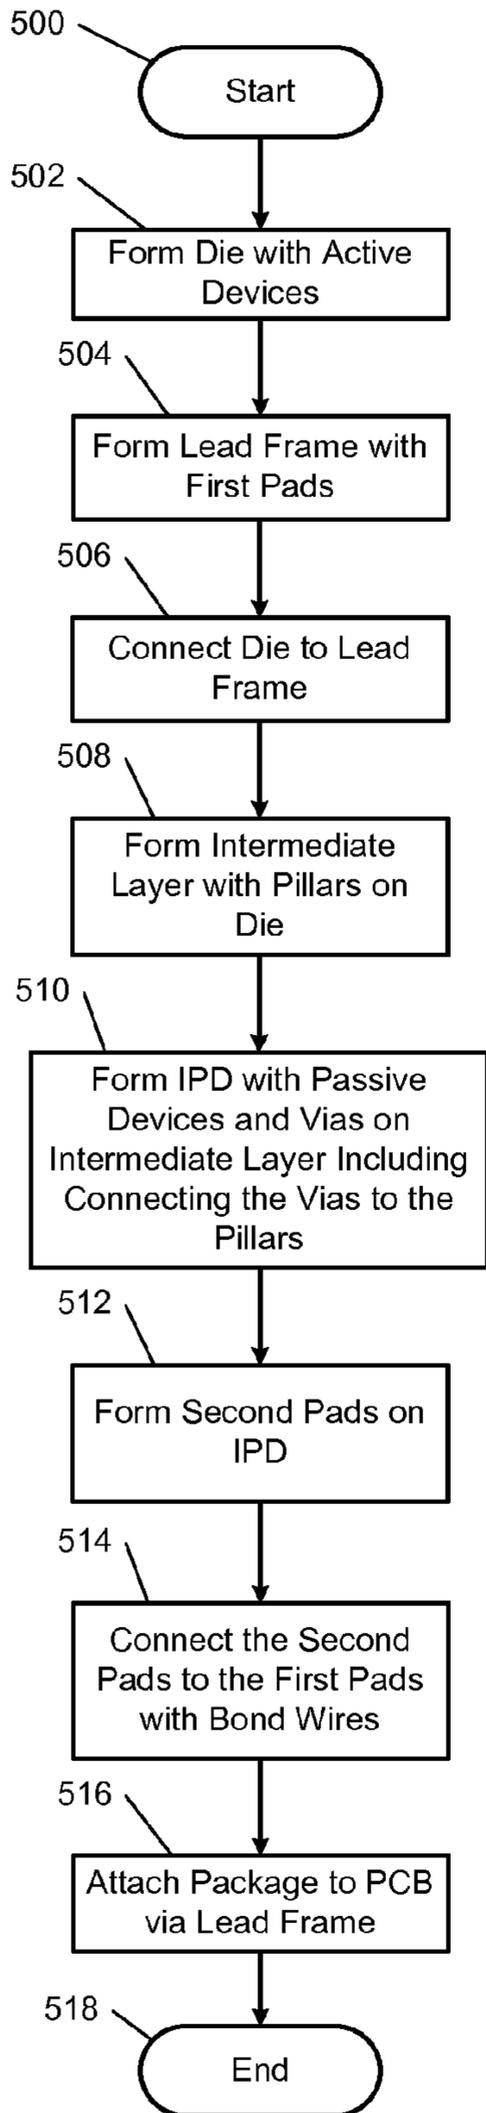 500
Start
502
Form Die with Active
Devices
504
Form Lead Frame with
First Pads
506
Connect Die to Lead
Frame
508
Form Intermediate
Layer with Pillars on
Die
510
Form IPD with Passive
Devices and Vias on
Intermediate Layer Including
Connecting the Vias to the
Pillars
512
Form Second Pads on
IPD
514
Connect the Second
Pads to the First Pads
with Bond Wires
516
Attach Package to PCB
via Lead Frame
518
End